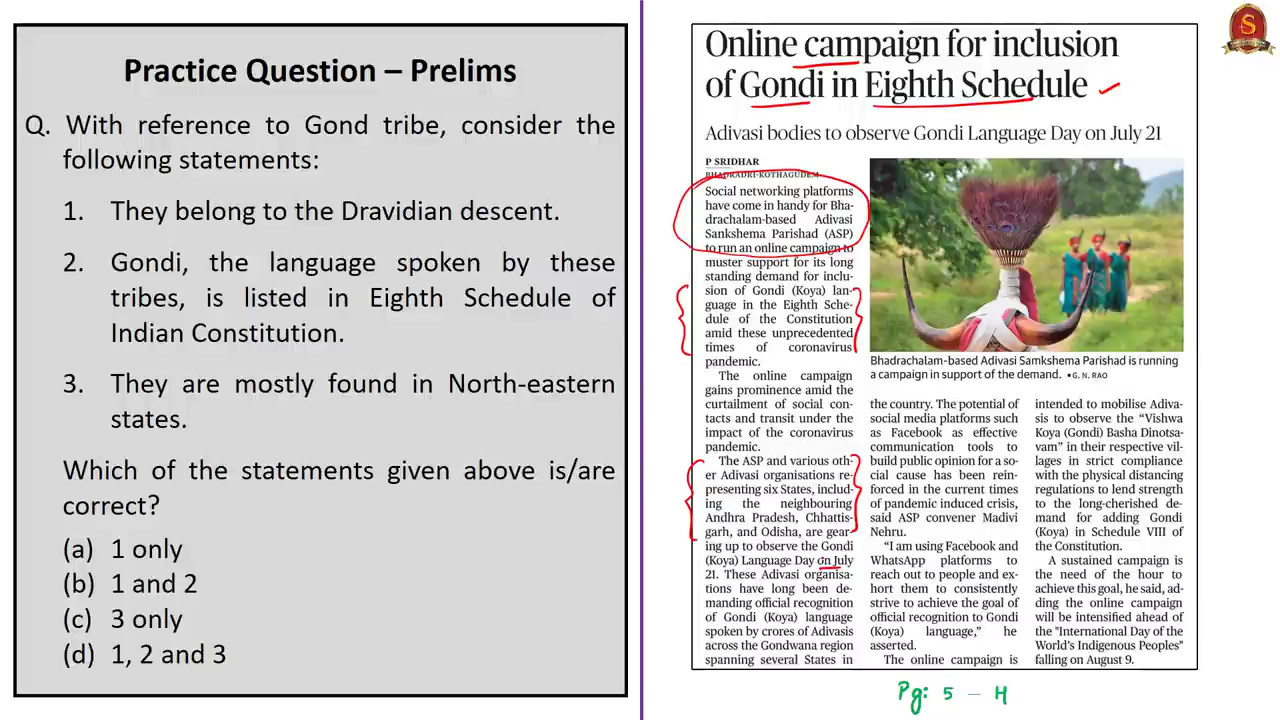 Practice Question – Prelims
Q. With reference to Gond tribe, consider the
following statements:
1. They belong to the Dravidian descent.
2. Gondi, the language spoken by these
tribes, is listed in Eighth Schedule of
Indian Constitution.
3. They are mostly found in North-eastern
states.
Which of the statements given above is/are
correct?
(a) 1 only
(b) 1 and 2
(c) 3 only
(d) 1, 2 and 3
Online campaign for inclusion
of Gondi in Eighth Schedule
Adivasi bodies to observe Gondi Language Day on July 21
P SRIDHAR
BHADRADRI-KOTHAGUDEM
Social networking platforms
have come in handy for Bha-
drachalam-based Adivasi
Sankshema Parishad (ASP)
to run an online campaign to
muster support for its long
standing demand for inclu-
sion of Gondi (Koya) lan-
guage in the Eighth Sche-
dule of the Constitution
amid these unprecedented
times of coronavirus
pandemic.
The online campaign
gains prominence amid the
curtailment of social con-
tacts and transit under the
impact of the coronavirus
pandemic.
The ASP and various oth-
er Adivasi organisations re-
presenting six States, includ-
ing the neighbouring
Andhra Pradesh, Chhattis-
garh, and Odisha, are gear-
ing up to observe the Gondi
(Koya) Language Day on July
21. These Adivasi organisa-
tions have long been de-
manding official recognition
of Gondi (Koya) language
spoken by crores of Adivasis
across the Gondwana region
spanning several States in
Bhadrachalam-based Adivasi Samkshema Parishad is running
a campaign in support of the demand. •G. N. RAO
the country. The potential of
social media platforms such
as Facebook as effective
communication tools to
build public opinion for a so-
cial cause has been rein-
forced in the current times
of pandemic induced crisis,
said ASP convener Madivi
Nehru.
"I am using Facebook and
WhatsApp platforms to
reach out to people and ex-
hort them to consistently
strive to achieve the goal of
official recognition to Gondi
(Koya) language," he
asserted.
The online campaign is
intended to mobilise Adiva-
sis to observe the "Vishwa
Koya (Gondi) Basha Dinotsa-
vam" in their respective vil-
lages in strict compliance
with the physical distancing
regulations to lend strength
to the long-cherished de-
mand for adding Gondi
(Koya) in Schedule VIII of
the Constitution.
A sustained campaign is
the need of the hour to
achieve this goal, he said, ad-
ding the online campaign
will be intensified ahead of
the "International Day of the
World's Indigenous Peoples"
falling on August 9.
Pg: 5 - H
S